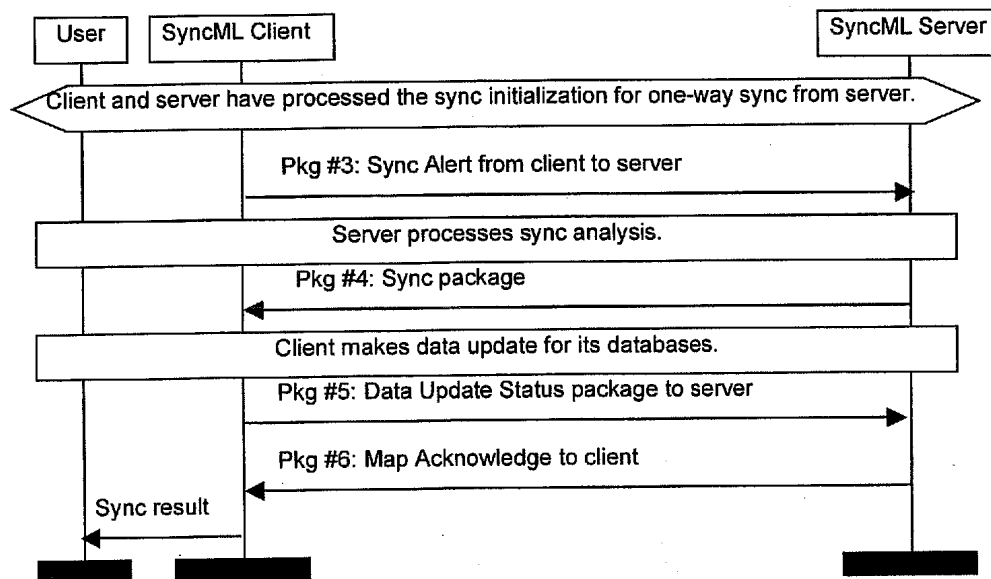 User
SyncML Client
SyncML Server
Client and server have processed the sync initialization for one-way sync from server.
Pkg #3: Sync Alert from client to server
Server processes sync analysis.
Pkg #4: Sync package
Client makes data update for its databases.
Pkg #5: Data Update Status package to server
Pkg #6: Map Acknowledge to client
Sync result